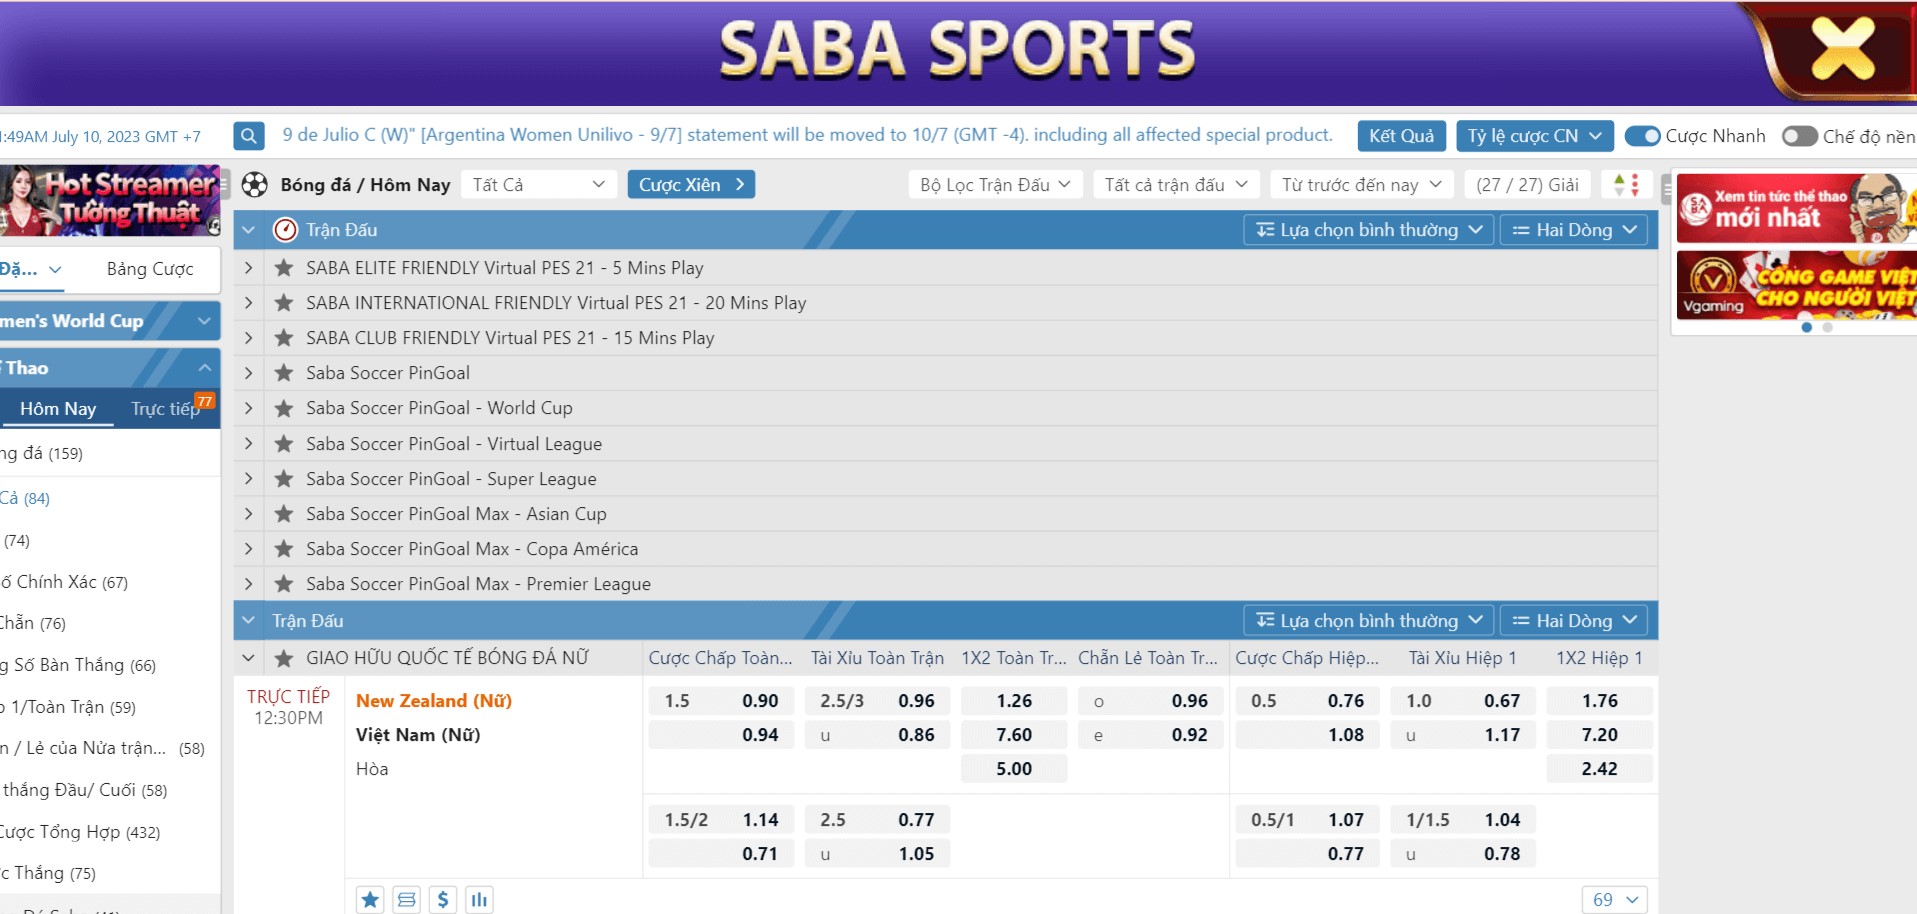 SABA SPORTS
:49AM July 10, 2023 GMT +7
9 de Julio C (W)" [Argentina Women Unilivo - 9/7] statement will be moved to 10/7 (GMT -4). including all affected special product.
Kết Quả
Tỷ lệ cược CN
Cược Nhanh
Chế độ nền
Hot Streamer
Tường Thuật
Bóng đá / Hôm Nay
Tất Cả
Cược Xiên
Bộ Lọc Trận Đấu
Tất cả trận đấu
Từ trước đến nay
(27 / 27) Giải
SABA
Xem tin tức thể thao
mới nhất
CỔNG GAME VIỆT
CHO NGƯỜI VIỆT
Vgaming
Đặ...
Bảng Cược
men's World Cup
Thao
Hôm Nay
Trực tiếp
77
ng đá (159)
Cả (84)
(74)
ố Chính Xác (67)
Chẵn (76)
g Số Bàn Thắng (66)
1/Toàn Trận (59)
n / Lẻ của Nửa trận... (58)
thắng Đầu/ Cuối (58)
Cược Tổng Hợp (432)
c Thắng (75)
Trận Đấu
Lựa chọn bình thường
Hai Dòng
SABA ELITE FRIENDLY Virtual PES 21 - 5 Mins Play
SABA INTERNATIONAL FRIENDLY Virtual PES 21 - 20 Mins Play
SABA CLUB FRIENDLY Virtual PES 21 - 15 Mins Play
Saba Soccer PinGoal
Saba Soccer PinGoal - World Cup
Saba Soccer PinGoal - Virtual League
Saba Soccer PinGoal - Super League
Saba Soccer PinGoal Max - Asian Cup
Saba Soccer PinGoal Max - Copa América
Saba Soccer PinGoal Max - Premier League
Trận Đấu
Lựa chọn bình thường
Hai Dòng
GIAO HỮU QUỐC TẾ BÓNG ĐÁ NỮ
Cược Chấp Toàn...
Tài Xỉu Toàn Trận
1X2 Toàn Tr...
Chẵn Lẻ Toàn Tr...
Cược Chấp Hiệp...
Tài Xỉu Hiệp 1
1X2 Hiệp 1
TRỰC TIẾP
12:30PM
New Zealand (Nữ)
1.5 0.90 2.5/3 0.96 1.26 o 0.96 0.5 0.76 1.0 0.67 1.76
Việt Nam (Nữ)
0.94 u 0.86 7.60 e 0.92 1.08 u 1.17 7.20
Hòa
5.00 2.42
1.5/2 1.14 2.5 0.77 0.5/1 1.07 1/1.5 1.04
0.71 u 1.05 0.77 u 0.78
$
69